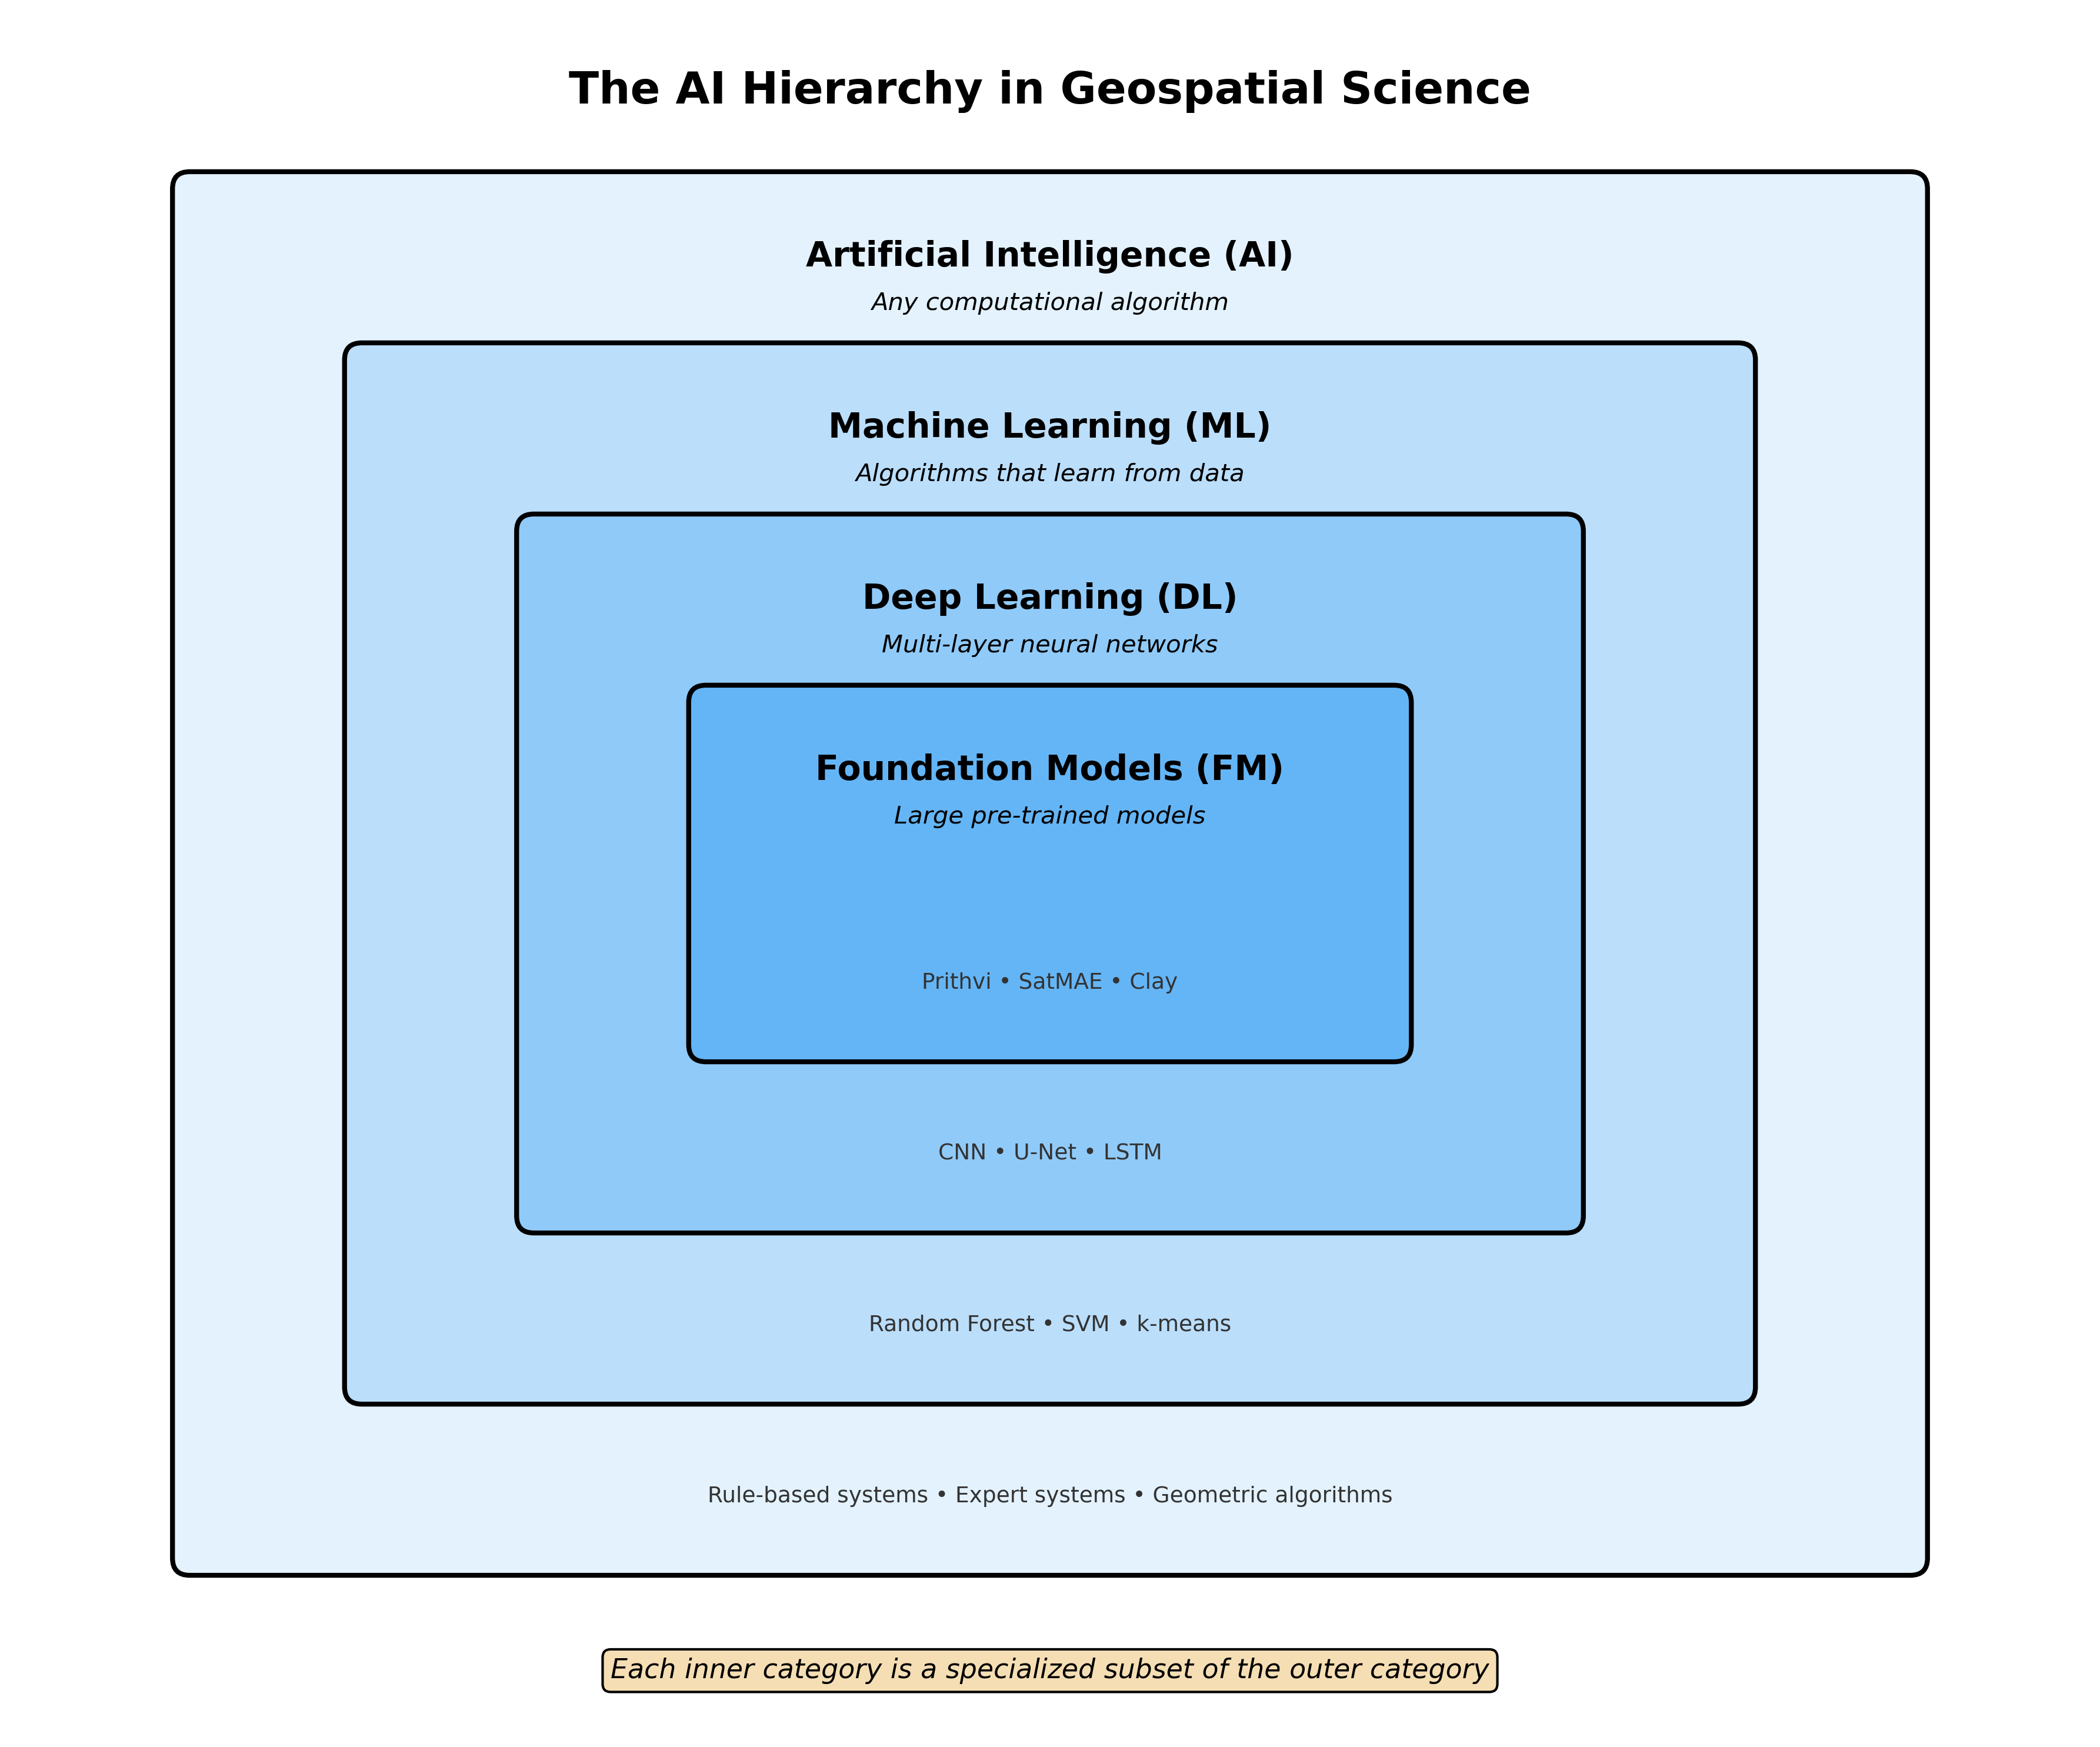 The AI Hierarchy in Geospatial Science
Artificial Intelligence (AI)
Any computational algorithm
Machine Learning (ML)
Algorithms that learn from data
Deep Learning (DL)
Multi-layer neural networks
Foundation Models (FM)
Large pre-trained models
Prithvi • SatMAE • Clay
CNN • U-Net • LSTM
Random Forest • SVM • k-means
Rule-based systems • Expert systems • Geometric algorithms
Each inner category is a specialized subset of the outer category